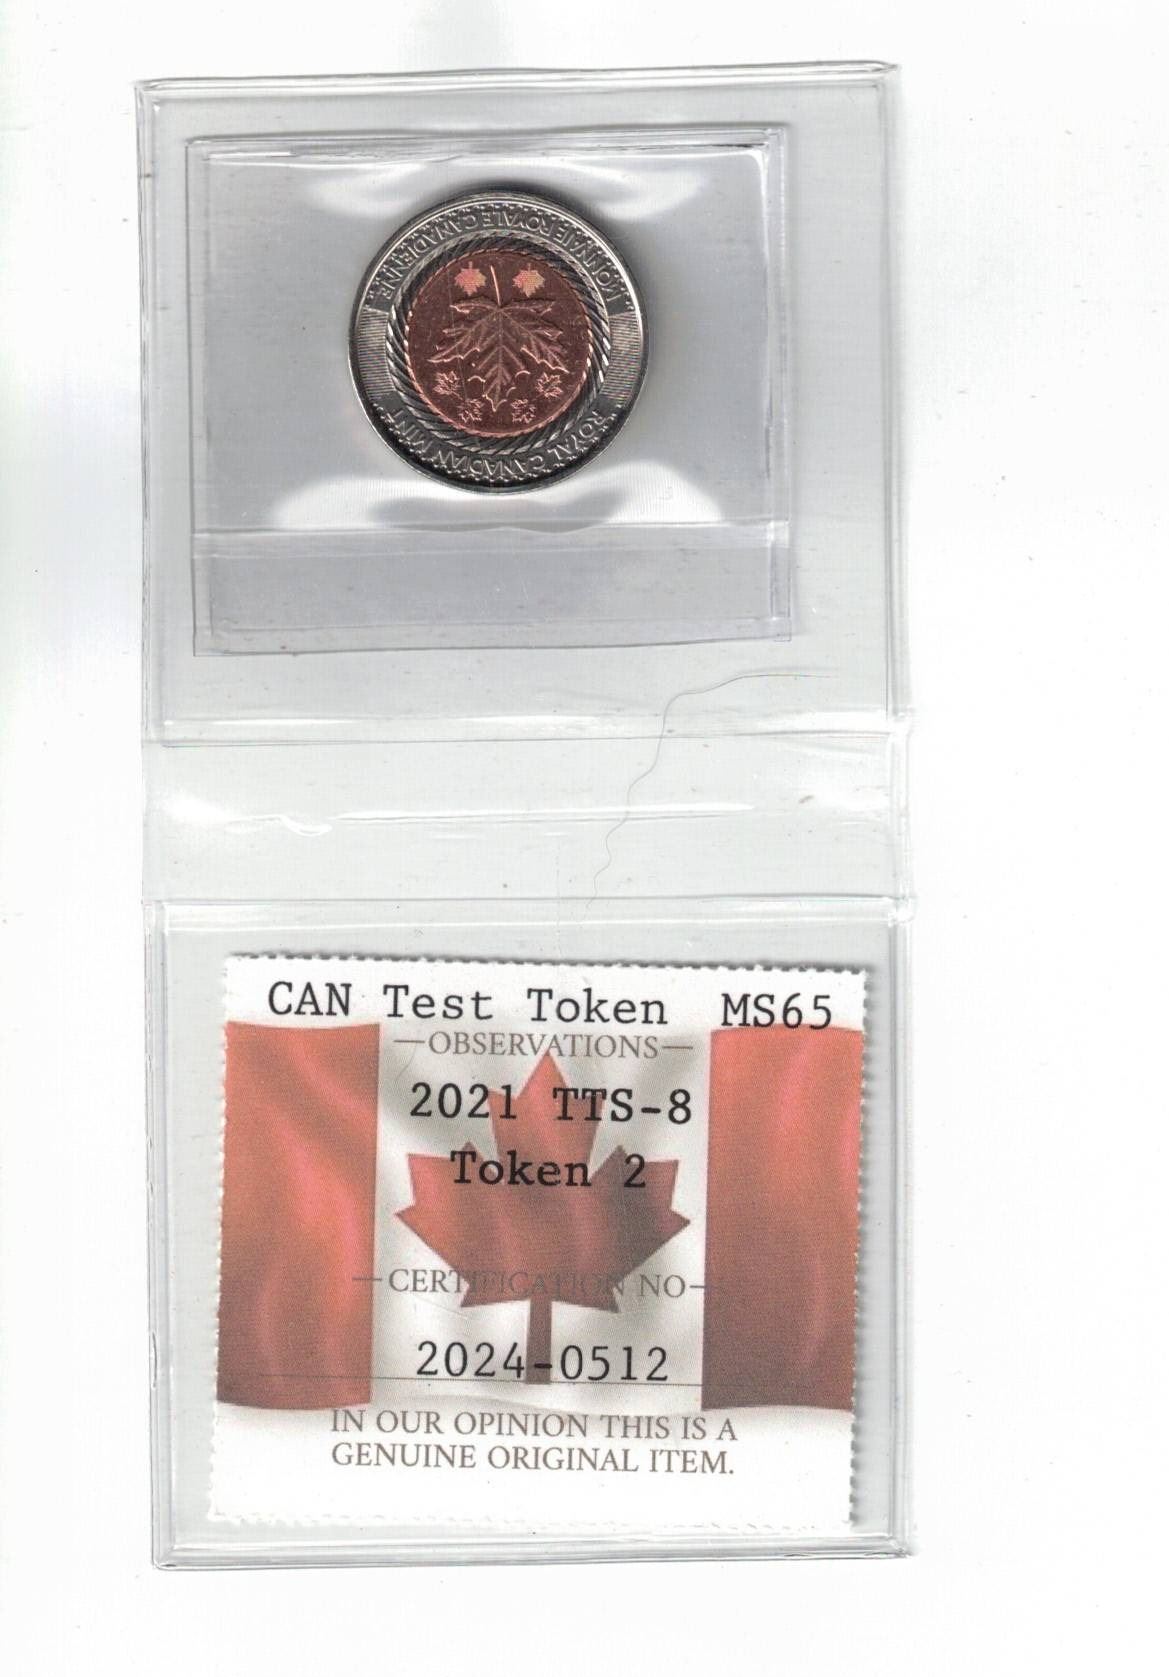 MONNAIE ROYALE CANADIENNE
ROYAL CANADIAN MINT
CAN Test Token MS65
—OBSERVATIONS—
2021 TTS-8
Token 2
—CERTIFICATION NO—
2024-0512
IN OUR OPINION THIS IS A
GENUINE ORIGINAL ITEM.